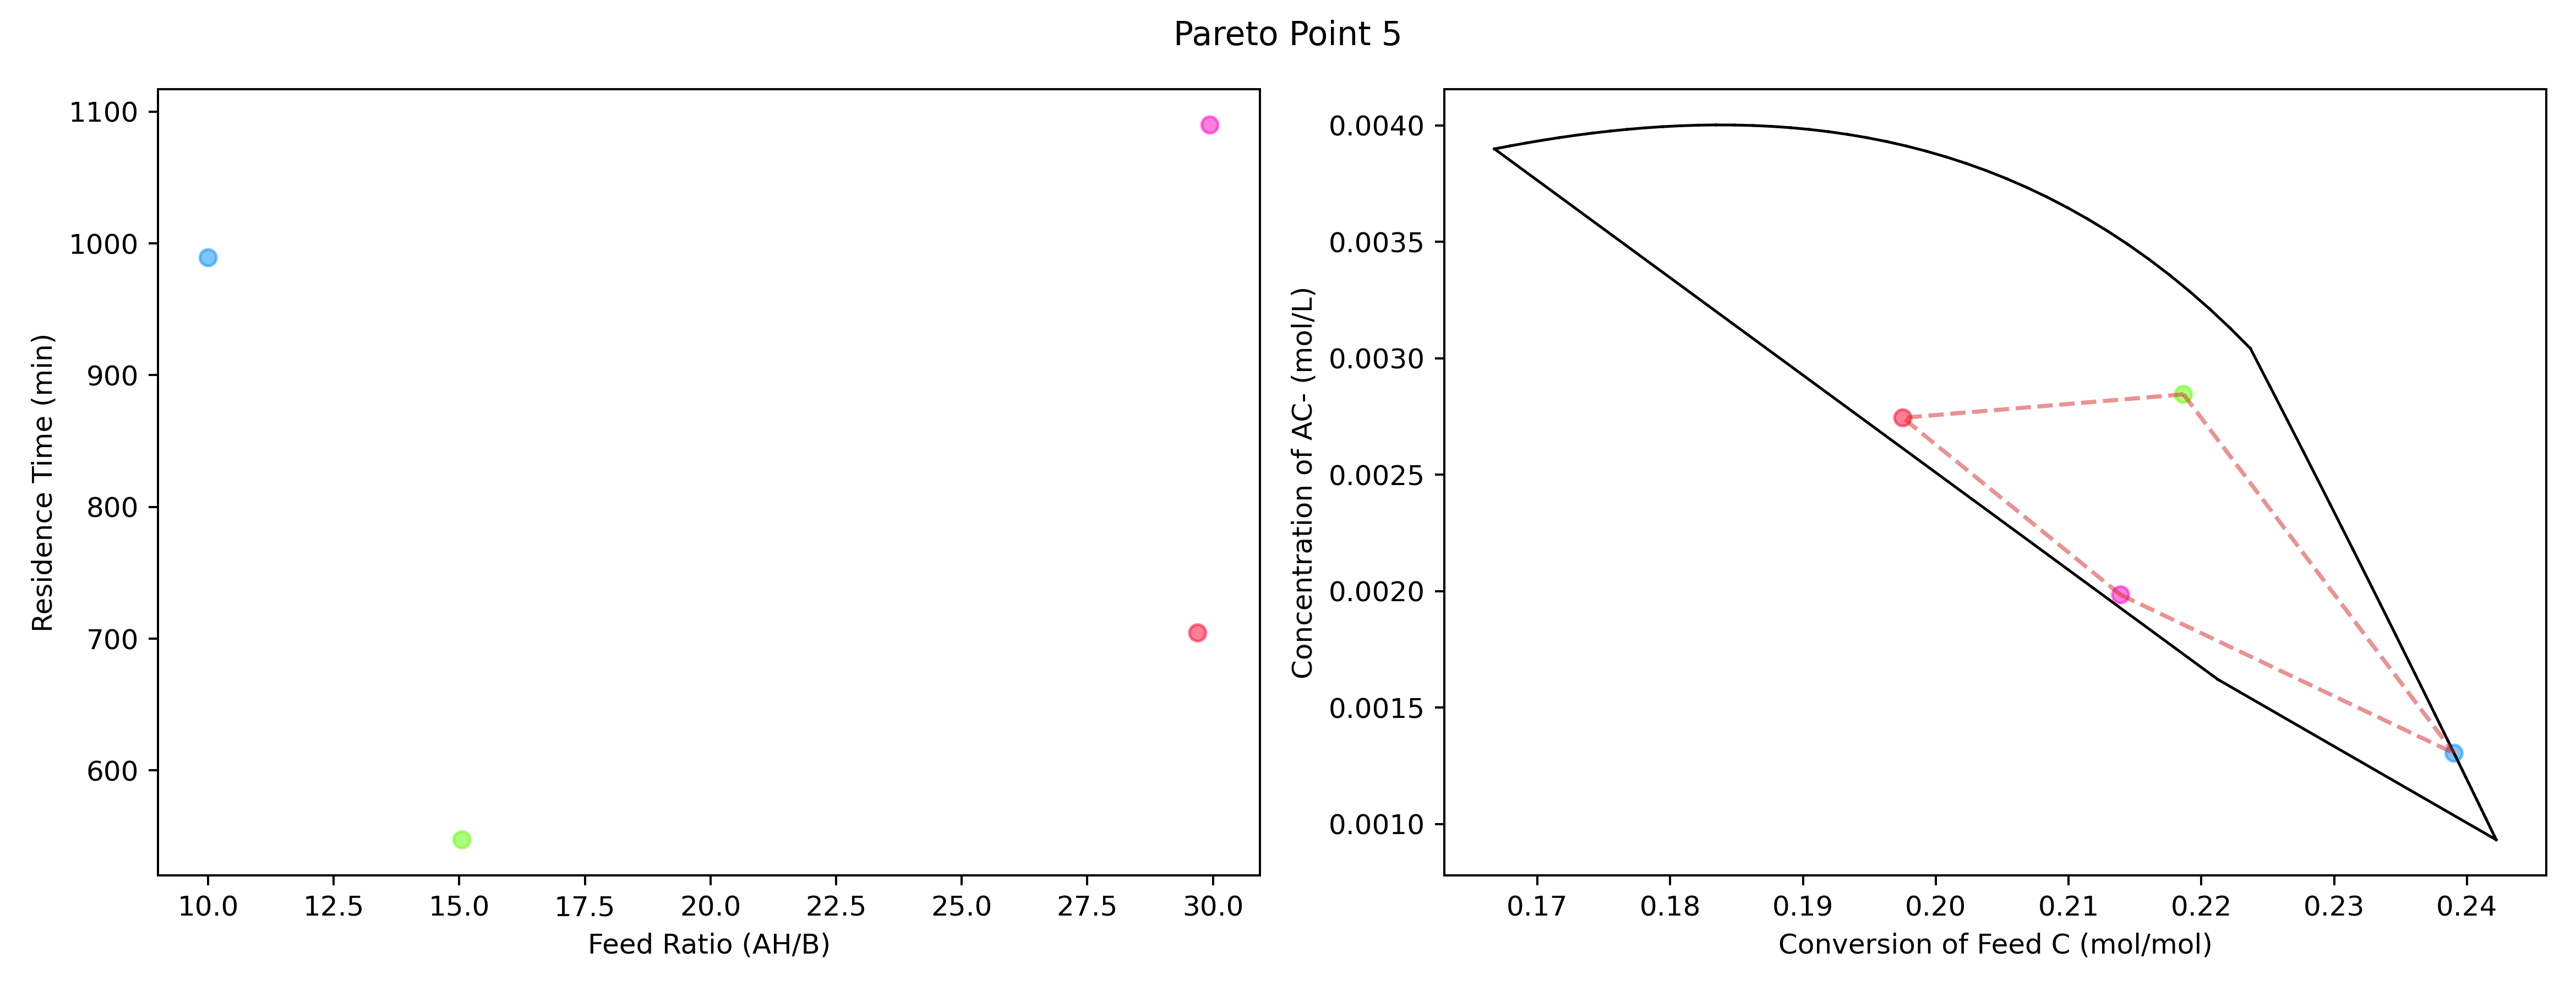 Pareto Point 5
1100
1000
900
800
700
600
Residence Time (min)
10.0 12.5 15.0 17.5 20.0 22.5 25.0 27.5 30.0
Feed Ratio (AH/B)
0.0040
0.0035
0.0030
0.0025
0.0020
0.0015
0.0010
Concentration of AC- (mol/L)
0.17 0.18 0.19 0.20 0.21 0.22 0.23 0.24
Conversion of Feed C (mol/mol)